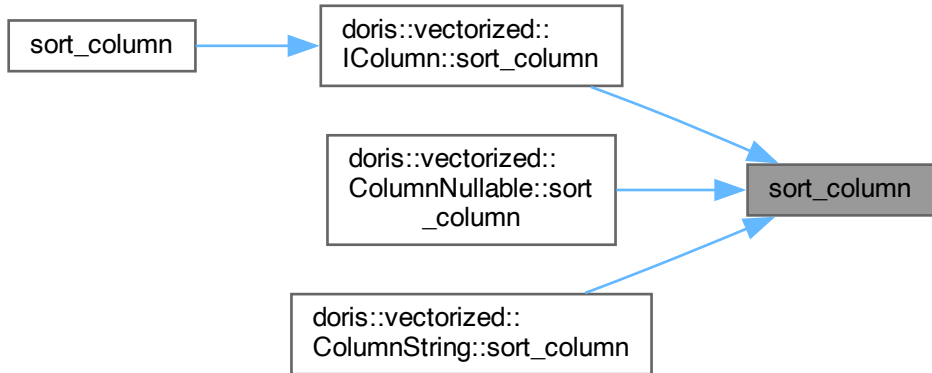 sort_column
doris::vectorized::
IColumn::sort_column
doris::vectorized::
ColumnNullable::sort
_column
sort_column
doris::vectorized::
ColumnString::sort_column